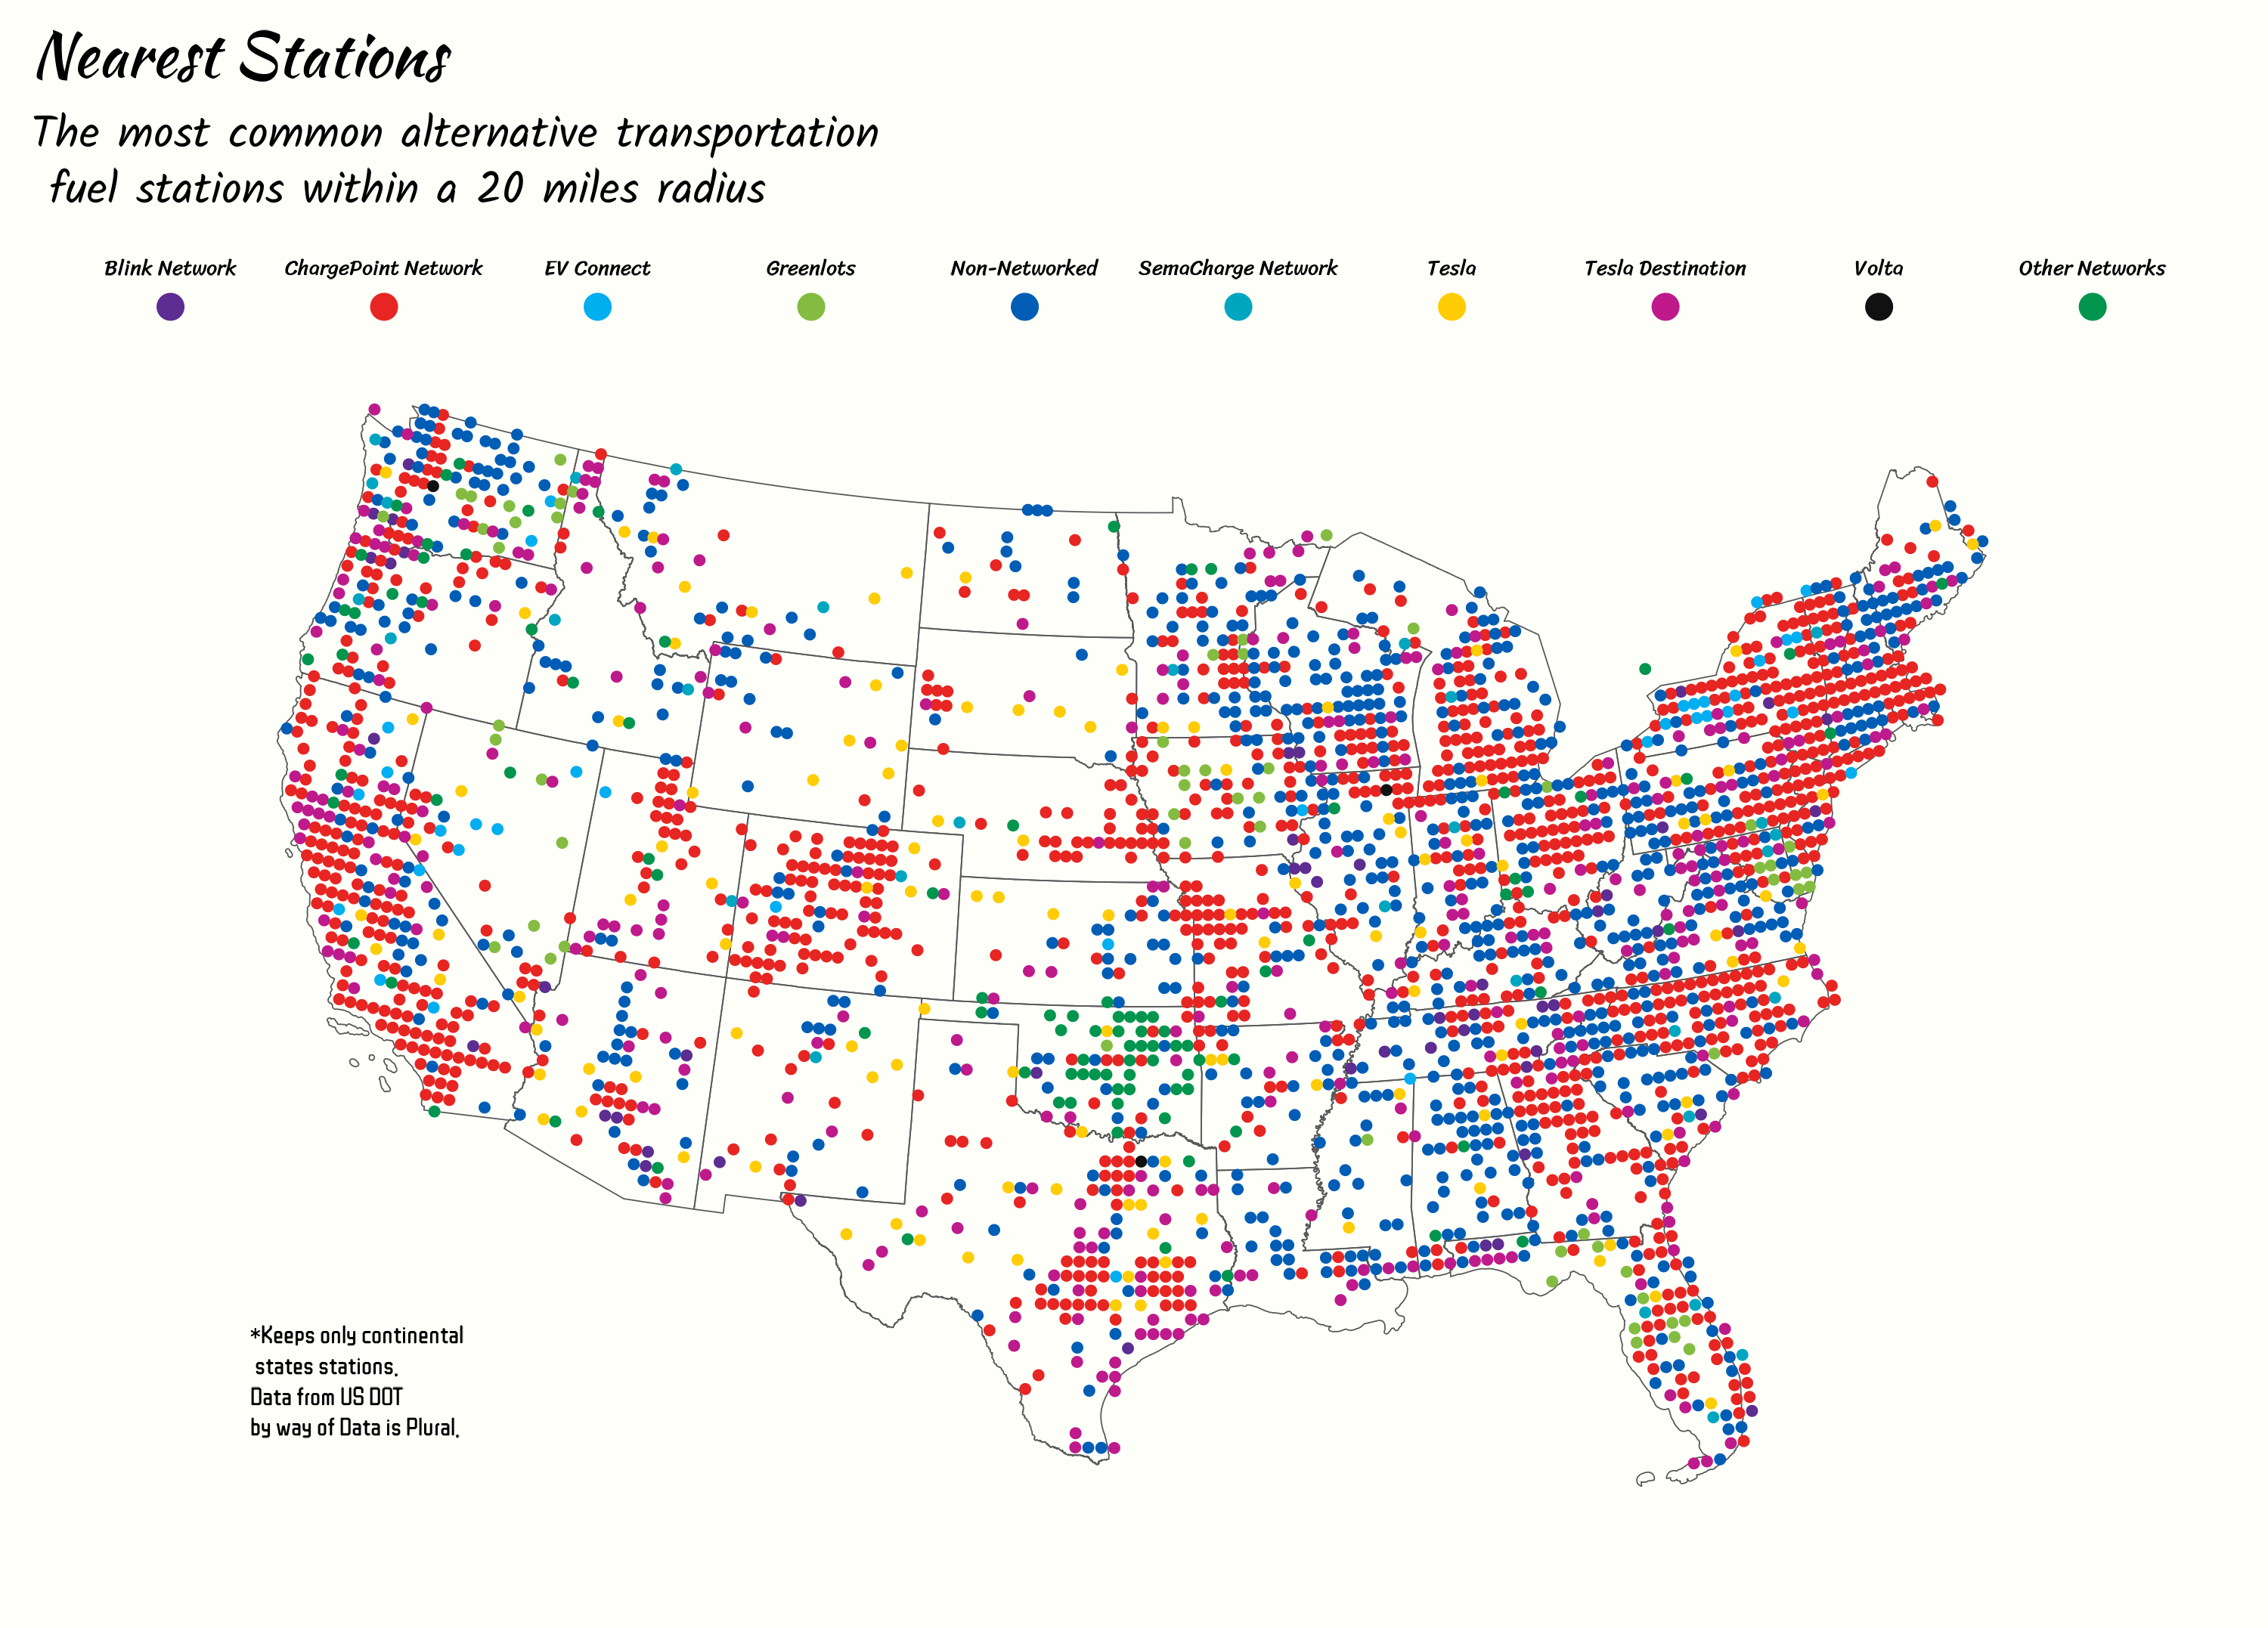 Nearest Stations
The most common alternative transportation
fuel stations within a 20 miles radius
Blink Network ChargePoint Network EV Connect Greenlots Non-Networked SemaCharge Network Tesla Tesla Destination Volta Other Networks
*Keeps only continental
states stations.
Data from US DOT
by way of Data is Plural.